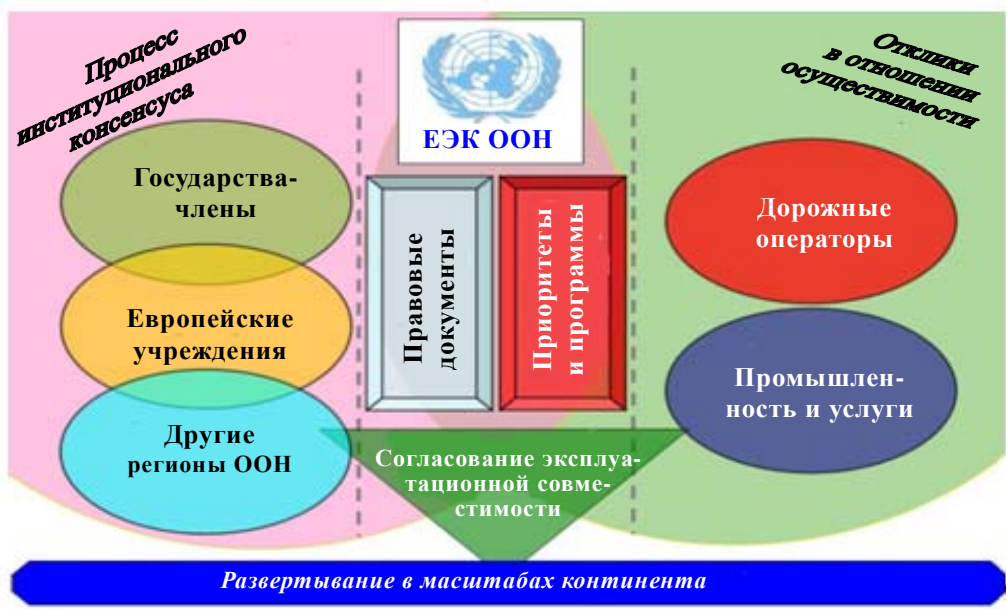 Процесс
институционального
консенсуса
Государства-
члены
Европейские
учреждения
Другие
регионы ООН
ЕЭК ООН
Правовые
документы
Приоритеты
и программы
Согласование эксплуа-
тационной совме-
стимости
Отклики
в отношении
осуществимости
Дорожные
операторы
Промышлен-
ность и услуги
Развертывание в масштабах континента